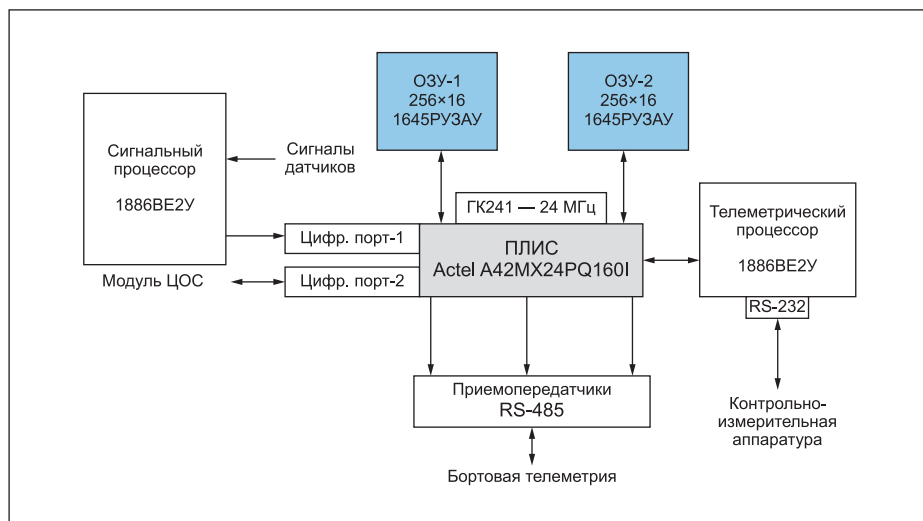 ОЗУ-1
256×16
1645РУ3АУ
ОЗУ-2
256×16
1645РУ3АУ
Сигнальный
процессор
1886ВЕ2У
Сигналы
датчиков
ГК241 — 24 МГц
Телеметрический
процессор
1886ВЕ2У
Цифр. порт-1
ПЛИС
Actel A42MX24PQ160I
Модуль ЦОС
Цифр. порт-2
RS-232
Приемопередатчики
RS-485
Контрольно-
измерительная
аппаратура
Бортовая телеметрия